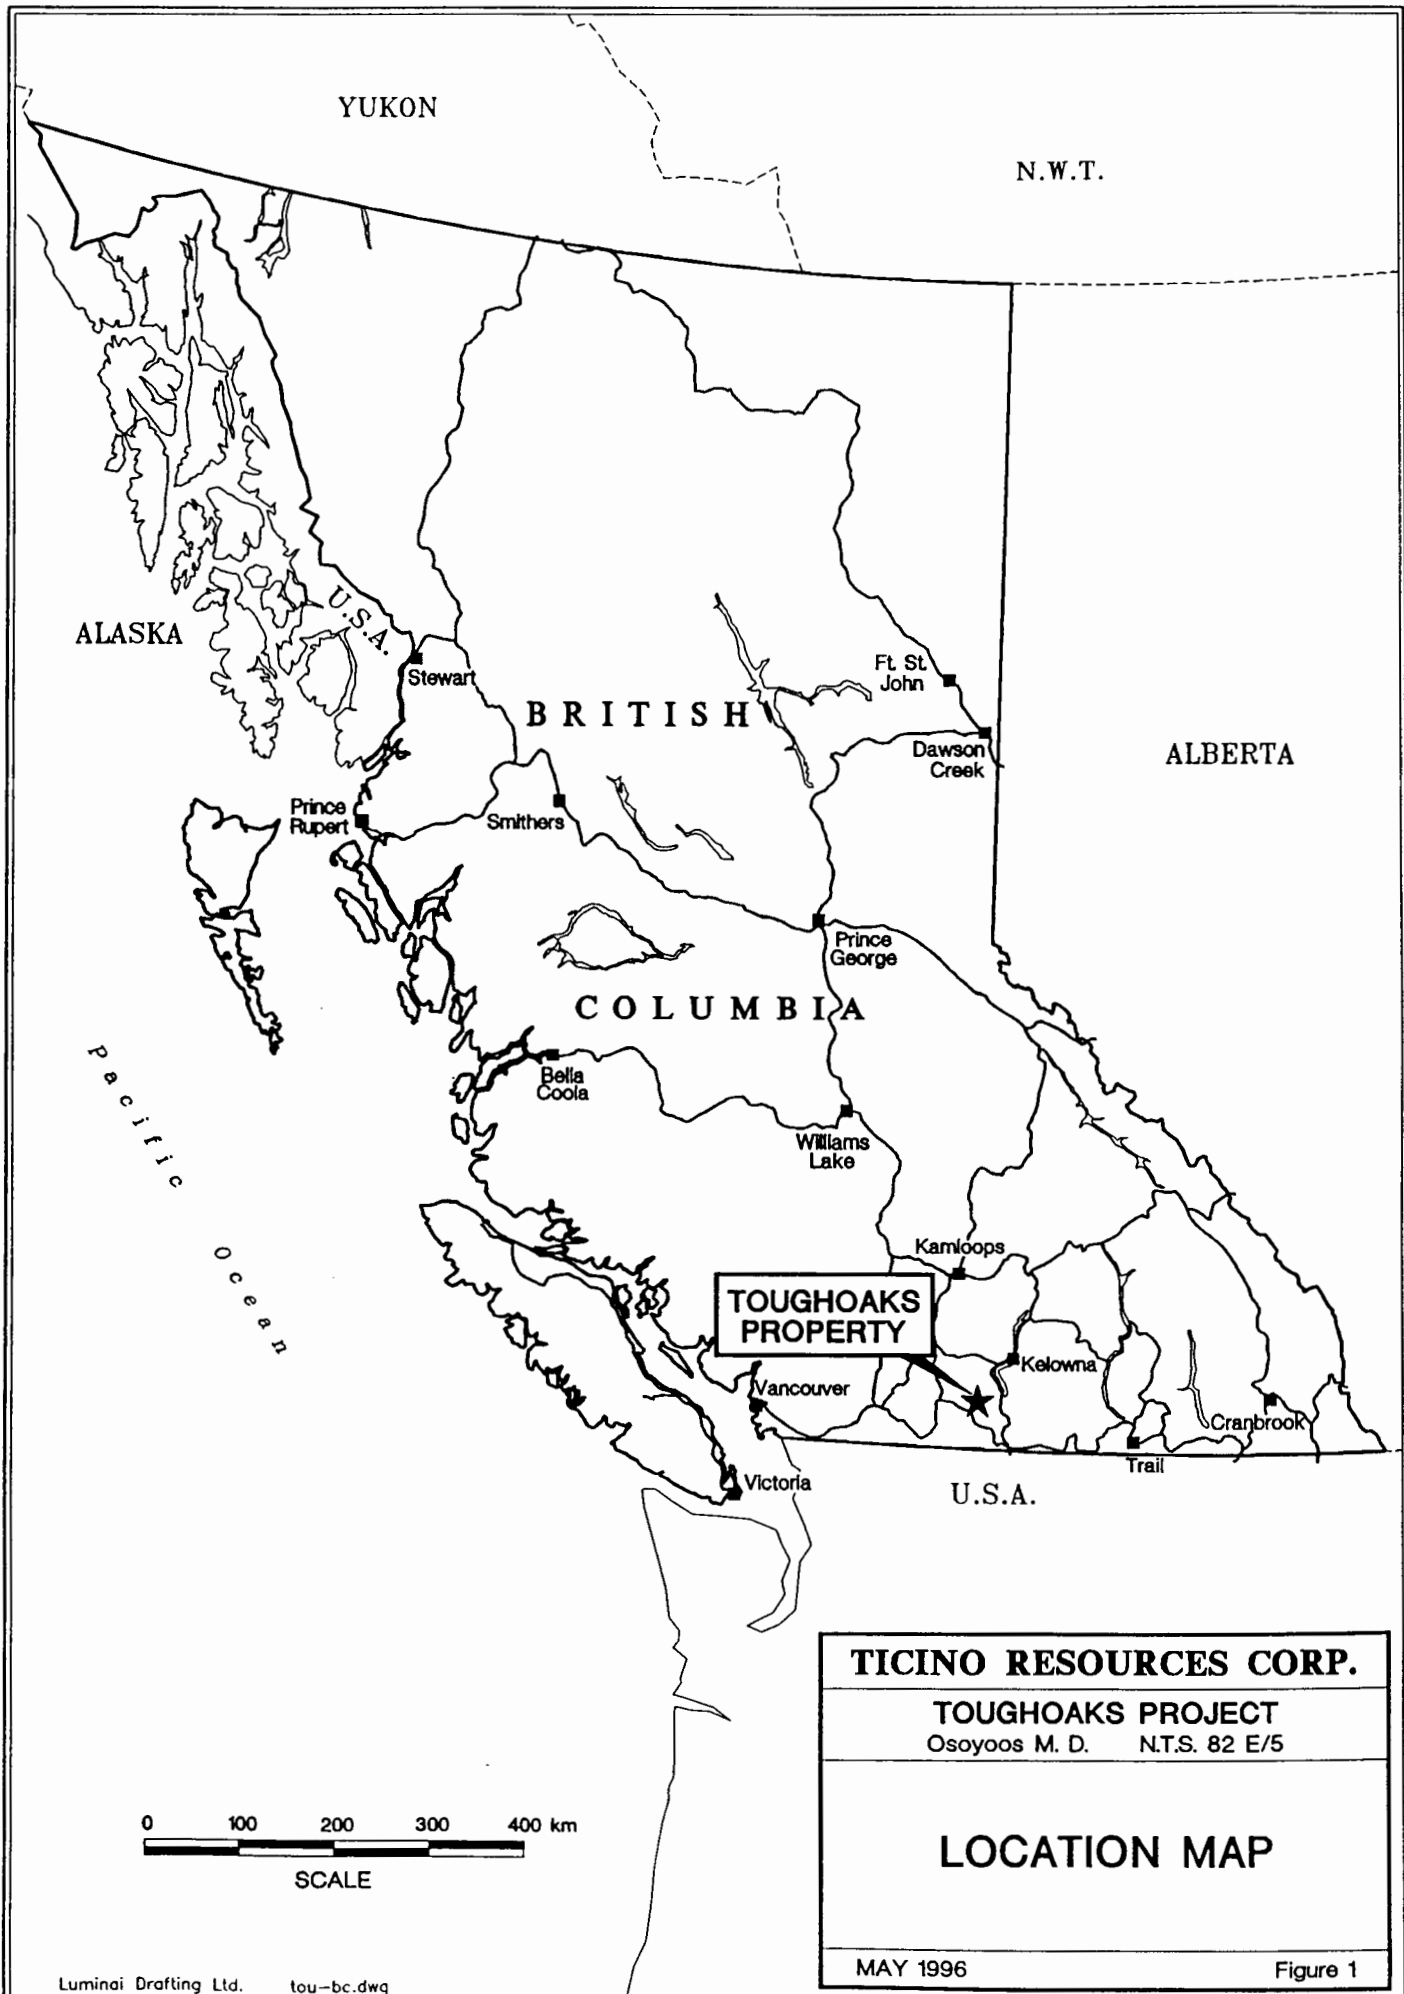 YUKON
N.W.T.
ALASKA
U.S.A.
Stewart
Ft. St.
John
BRITISH
Dawson
Creek
ALBERTA
Prince
Rupert
Smithers
Prince
George
COLUMBIA
Pacific Ocean
Bella
Coola
Williams
Lake
Kamloops
TOUGHOAKS
PROPERTY
Kelowna
Vancouver
Cranbrook
Trail
Victoria
U.S.A.
TICINO RESOURCES CORP.
TOUGHOAKS PROJECT
Osoyoos M. D. N.T.S. 82 E/5
LOCATION MAP
MAY 1996 Figure 1
0 100 200 300 400 km
SCALE
Luminai Drafting Ltd. tou-bc.dwg